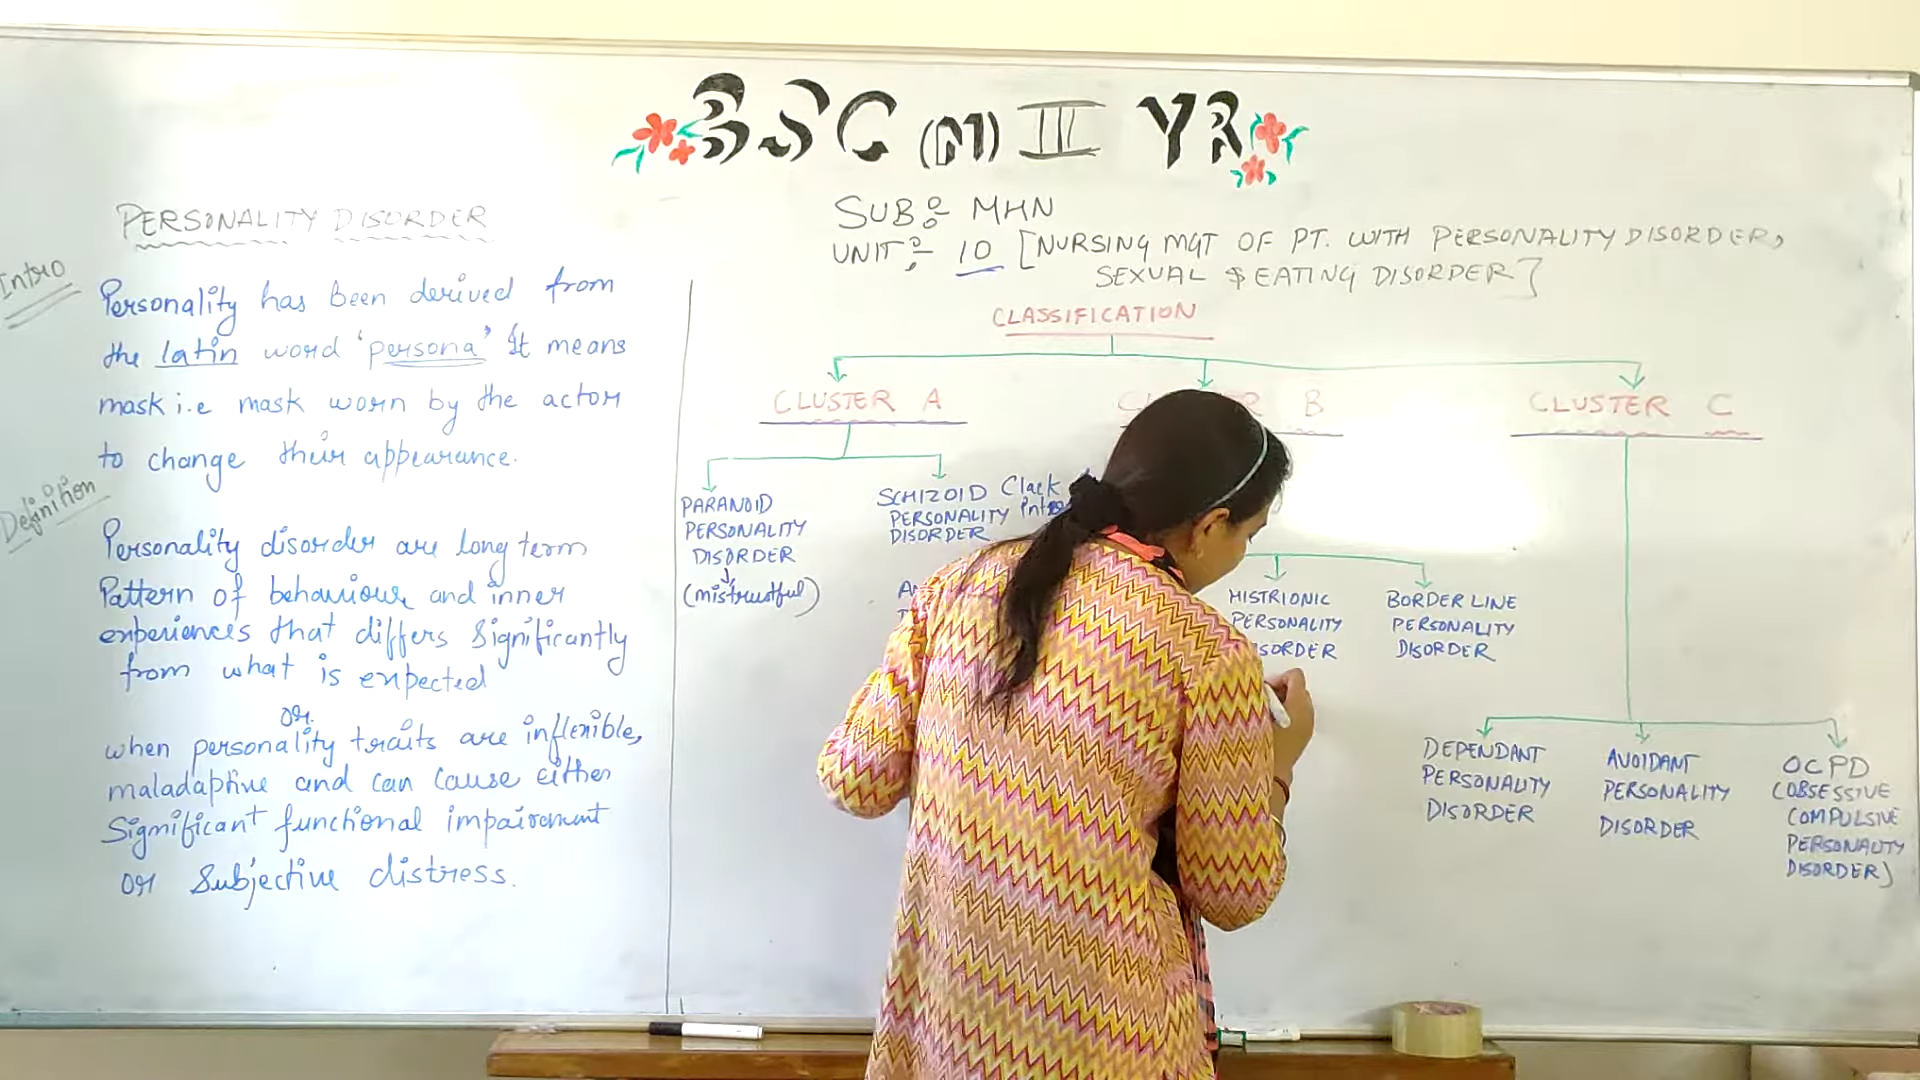 BSC (N) III YR
SUB:- MHN
UNIT:- 10 [NURSING MGT OF PT. WITH PERSONALITY DISORDER,
SEXUAL & EATING DISORDER]
PERSONALITY DISORDER
Intro
Personality has been derived from
the latin word 'persona' It means
mask i.e mask worn by the actor
to change their appearance.
Definition
Personality disorder are long term
Pattern of behaviour and inner
experiences that differs significantly
from what is expected
or
when personality traits are inflexible,
maladaptive and can cause either
significant functional impairment
or subjective distress.
CLASSIFICATION
CLUSTER A
PARANOID
PERSONALITY
DISORDER
(mistrustful)
SCHIZOID (lack
PERSONALITY
DISORDER
B
HISTRIONIC
PERSONALITY
BORDER LINE
PERSONALITY
DISORDER
CLUSTER C
DEPENDANT
PERSONALITY
DISORDER
AVOIDANT
PERSONALITY
DISORDER
OCPD
(OBSESSIVE
COMPULSIVE
PERSONALITY
DISORDER)